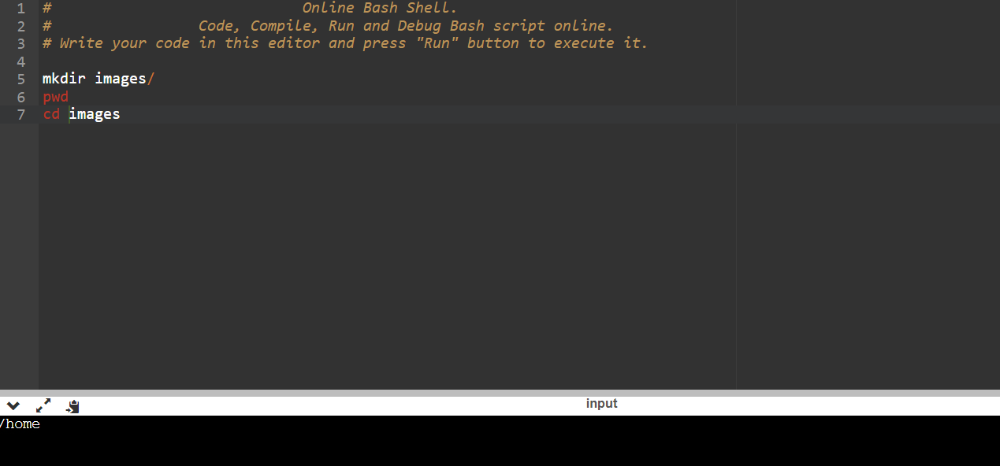 1 # Online Bash Shell.
2 # Code, Compile, Run and Debug Bash script online.
3 # Write your code in this editor and press "Run" button to execute it.
4
5 mkdir images/
6 pwd
7 cd images
input
/home